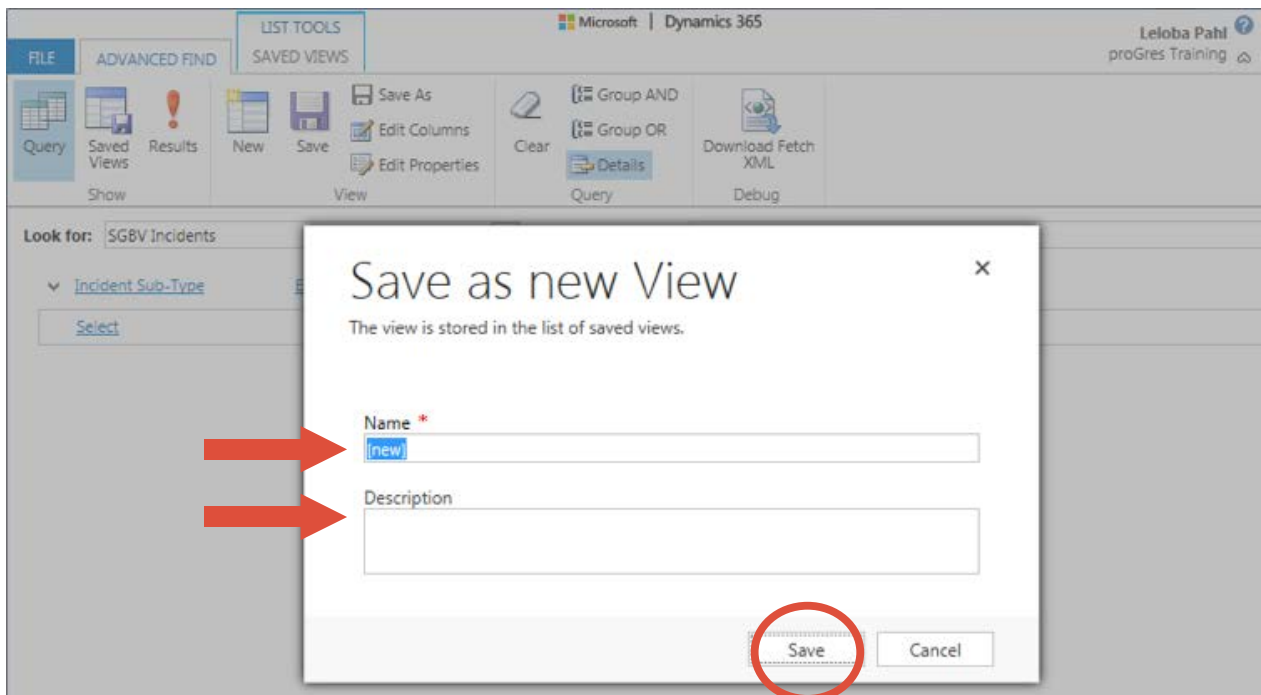 LIST TOOLS
Microsoft | Dynamics 365
Leloba Pahl
FILE
ADVANCED FIND
SAVED VIEWS
proGres Training
Save As
Edit Columns
Edit Properties
Group AND
Group OR
Details
Query
Saved Views
Results
New
Save
Clear
Download Fetch XML
Show
View
Query
Debug
Look for: SGBV Incidents
Incident Sub-Type
Select
Save as new View
The view is stored in the list of saved views.
Name *
[new]
Description
Save
Cancel